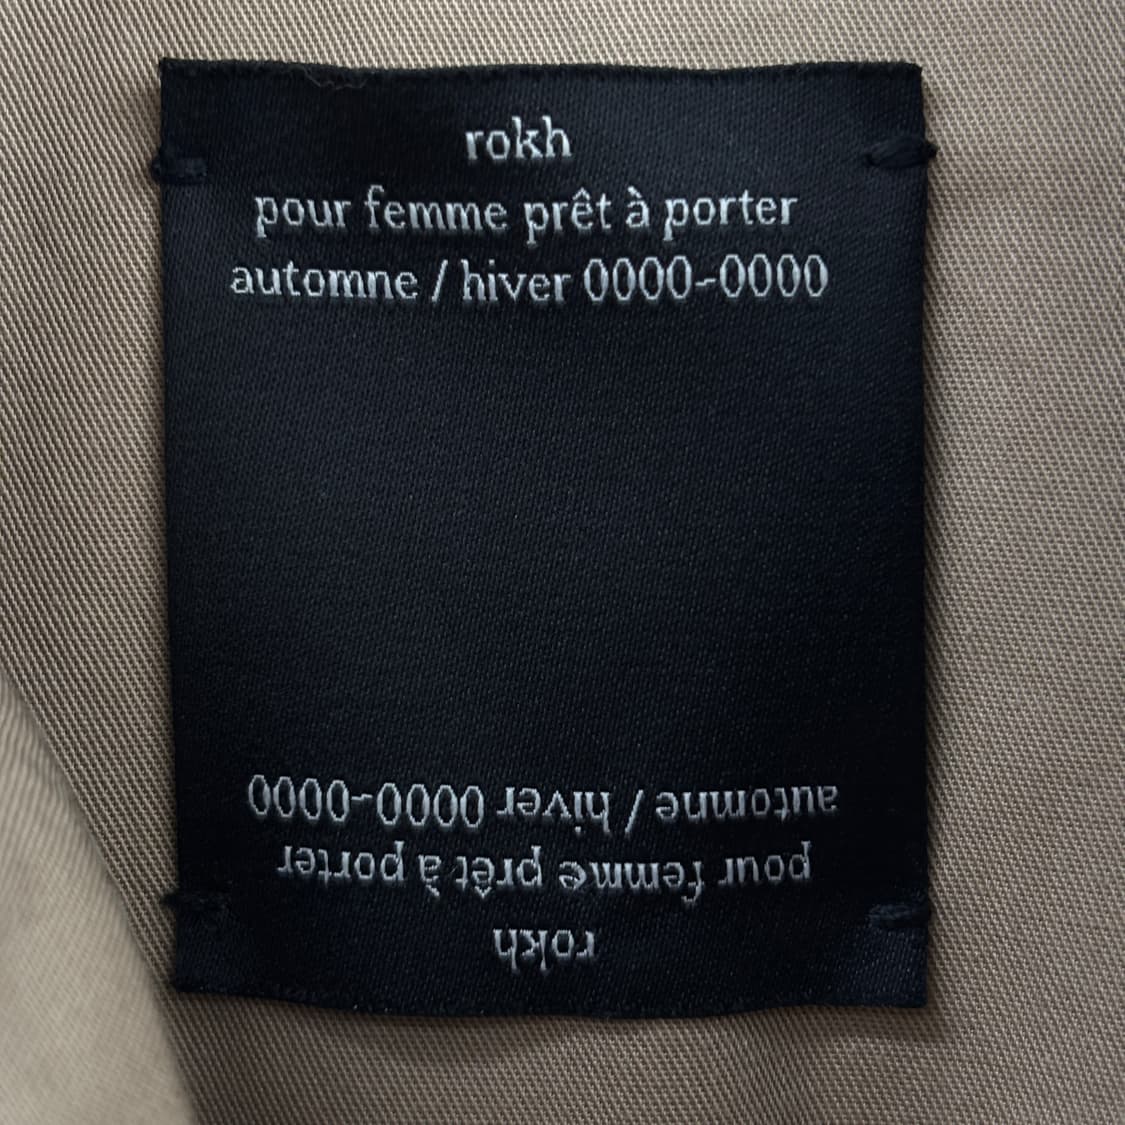 rokh
pour femme prêt à porter
automne / hiver 0000-0000
rokh
pour femme prêt à porter
automne / hiver 0000-0000